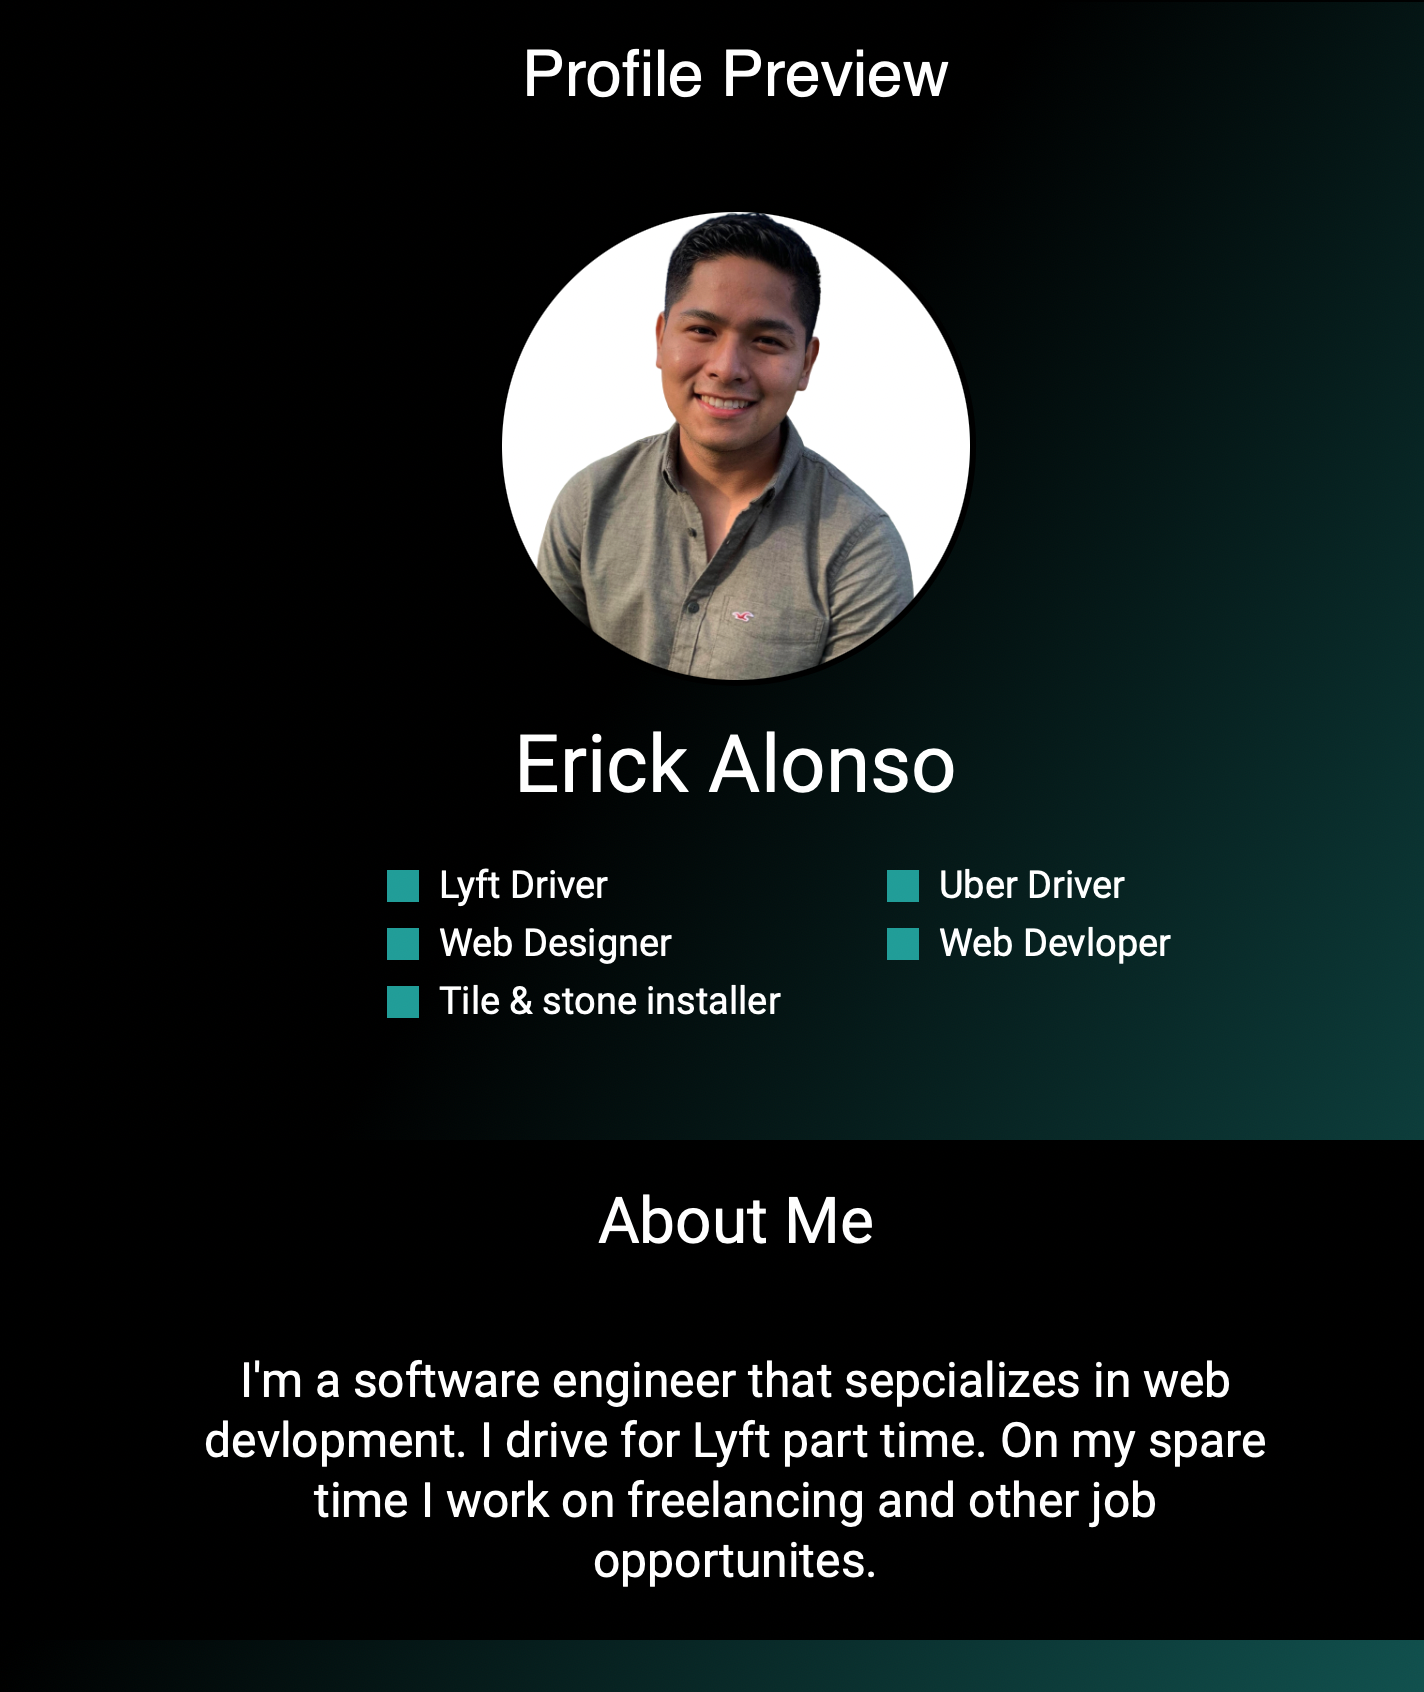 Profile Preview
Erick Alonso
Lyft Driver
Uber Driver
Web Designer
Web Devloper
Tile & stone installer
About Me
I'm a software engineer that sepcializes in web
devlopment. I drive for Lyft part time. On my spare
time I work on freelancing and other job
opportunites.